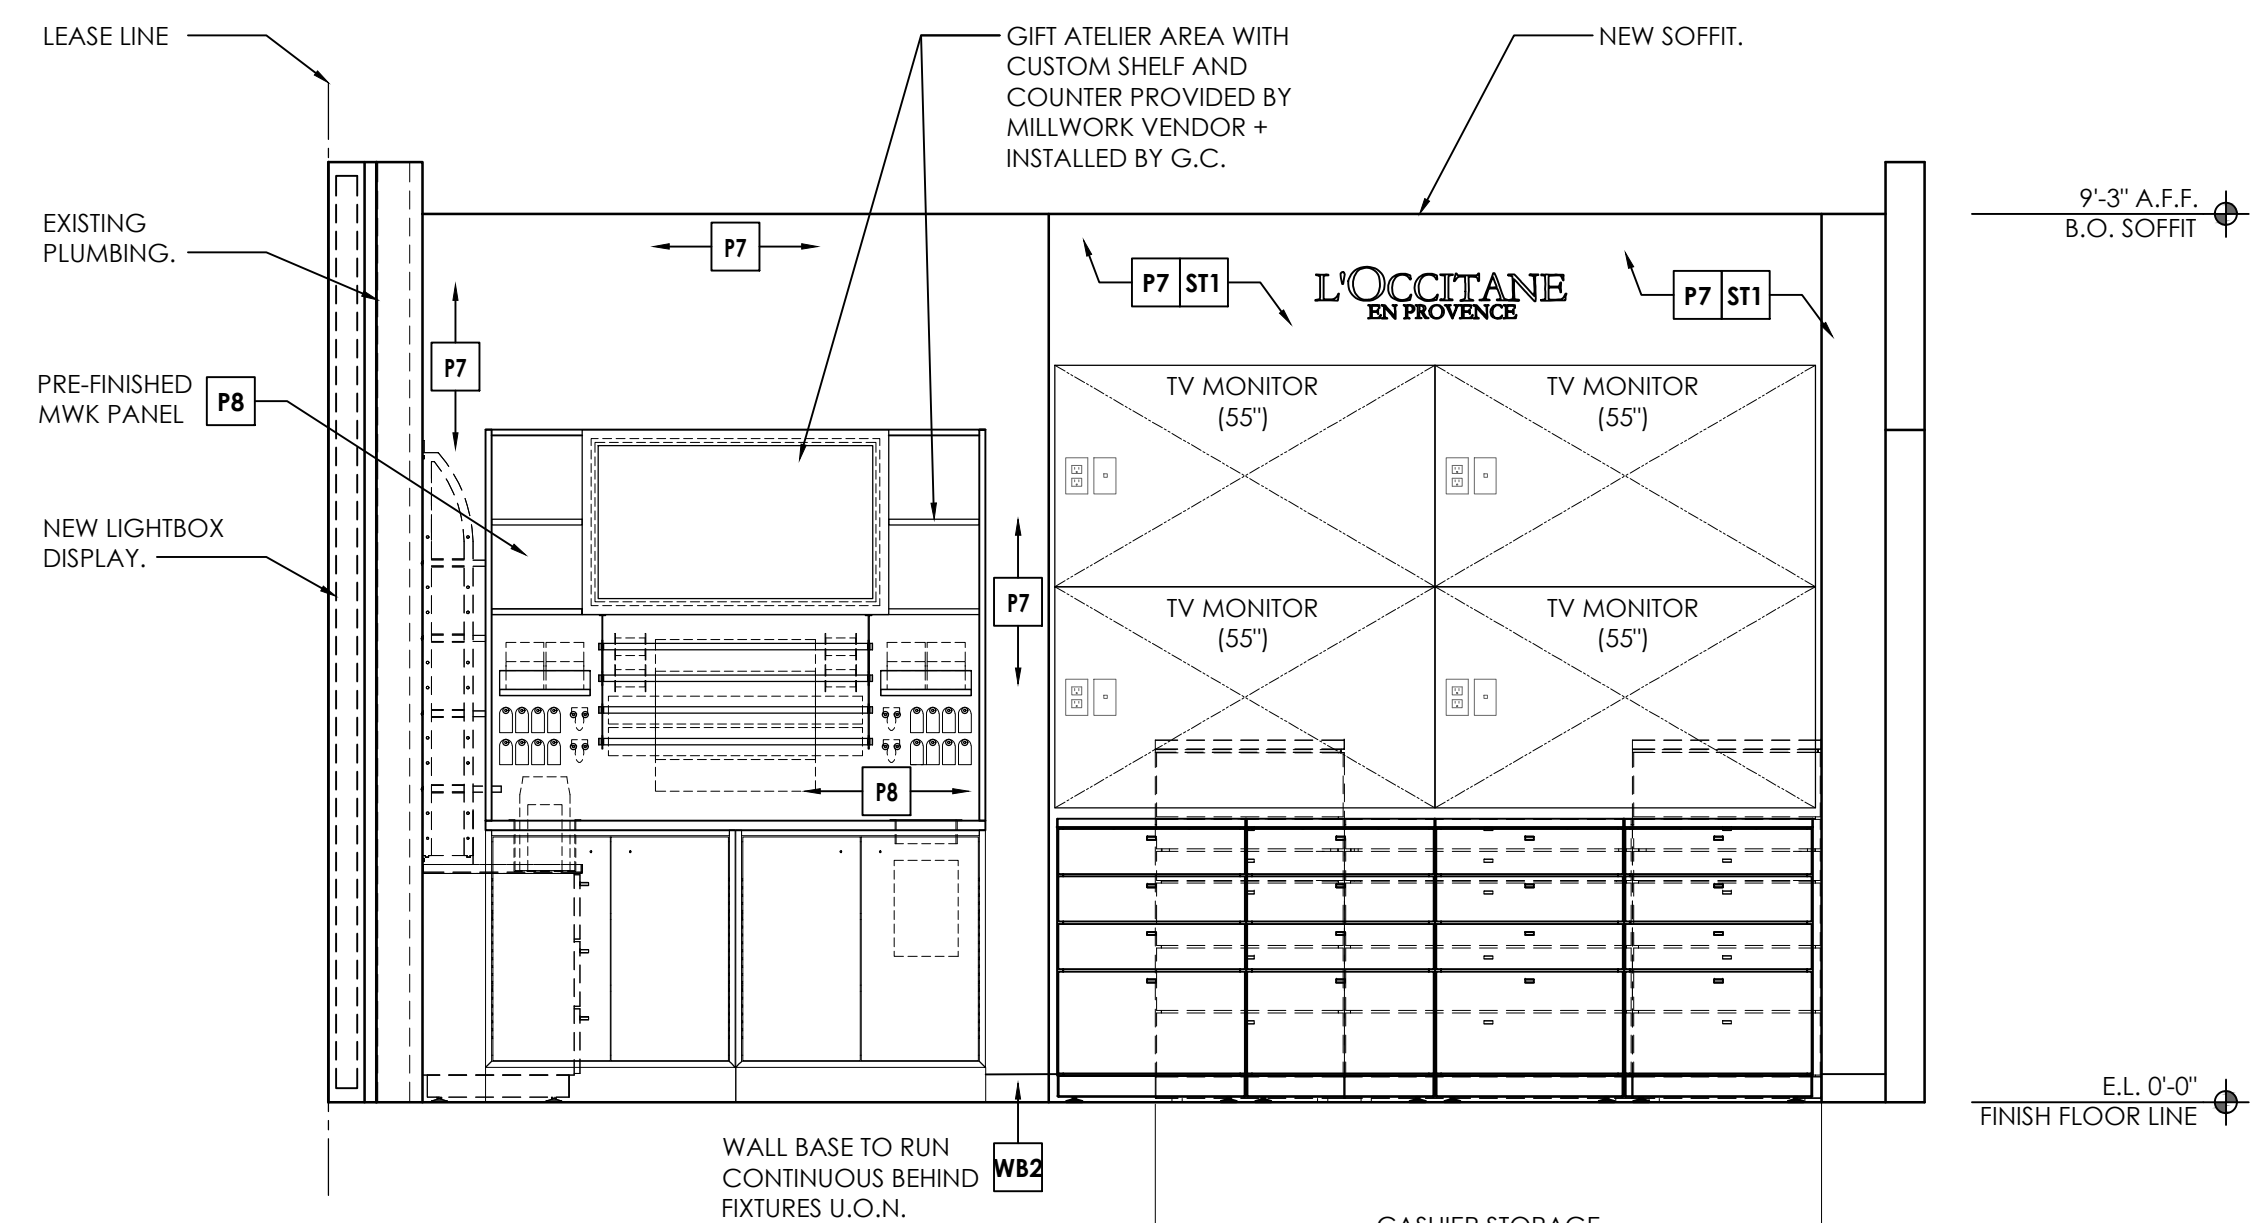 LEASE LINE
GIFT ATELIER AREA WITH
CUSTOM SHELF AND
COUNTER PROVIDED BY
MILLWORK VENDOR +
INSTALLED BY G.C.
NEW SOFFIT.
9'-3" A.F.F.
B.O. SOFFIT
EXISTING
PLUMBING.
P7
P7 ST1
L'OCCITANE
EN PROVENCE
P7 ST1
P7
PRE-FINISHED
MWK PANEL
P8
TV MONITOR
(55")
TV MONITOR
(55")
NEW LIGHTBOX
DISPLAY.
P7
TV MONITOR
(55")
TV MONITOR
(55")
P8
E.L. 0'-0"
FINISH FLOOR LINE
WALL BASE TO RUN
CONTINUOUS BEHIND
FIXTURES U.O.N.
WB2
CASHIER STORAGE